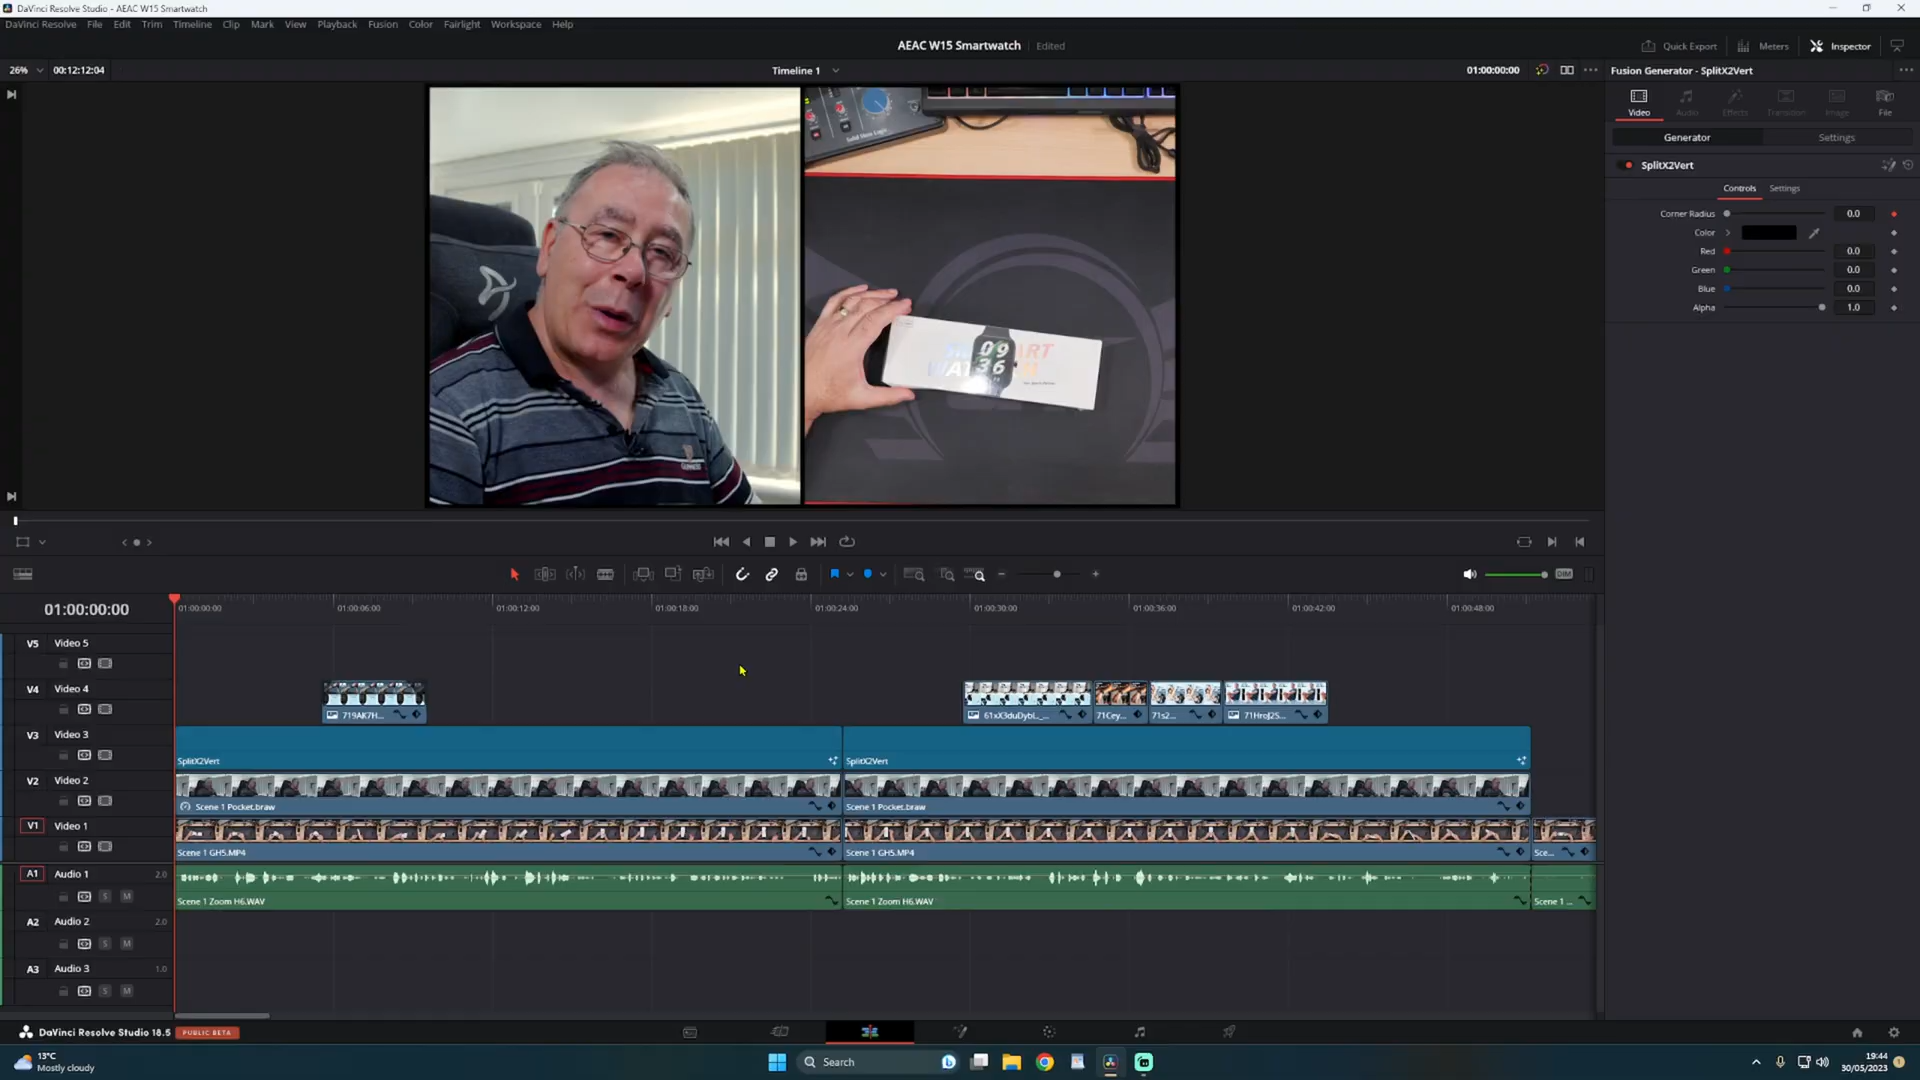 DaVinci Resolve Studio - AEAC W15 Smartwatch
DaVinci Resolve File Edit Trim Timeline Clip Mark View Playback Fusion Color Fairlight Workspace Help
AEAC W15 Smartwatch Edited
Quick Export Meters Inspector
26% 00:12:12:04 Timeline 1 01:00:00:00
Fusion Generator - SplitX2Vert
Video Audio Effects Transition Image File
Generator Settings
SplitX2Vert
Controls Settings
Corner Radius 0.0
Color
Red 0.0
Green 0.0
Blue 0.0
Alpha 1.0
Solid State Logic
09
36
GUINNESS
DIM
01:00:00:00
01:00:00:00 01:00:06:00 01:00:12:00 01:00:18:00 01:00:24:00 01:00:30:00 01:00:36:00 01:00:42:00 01:00:48:00
V5 Video 5
V4 Video 4
719AK7H... 61xX3duDybL._... 71Cey... 71s2... 71HroJ2S...
V3 Video 3
SplitX2Vert SplitX2Vert
V2 Video 2
Scene 1 Pocket.braw Scene 1 Pocket.braw
V1 Video 1
Scene 1 GH5.MP4 Scene 1 GH5.MP4 Sce...
A1 Audio 1 2.0
S M
Scene 1 Zoom H6.WAV Scene 1 Zoom H6.WAV Scene 1 ...
A2 Audio 2 2.0
S M
A3 Audio 3 1.0
S M
DaVinci Resolve Studio 18.5 PUBLIC BETA
13°C
Mostly cloudy
Search
19:44
30/05/2023
1